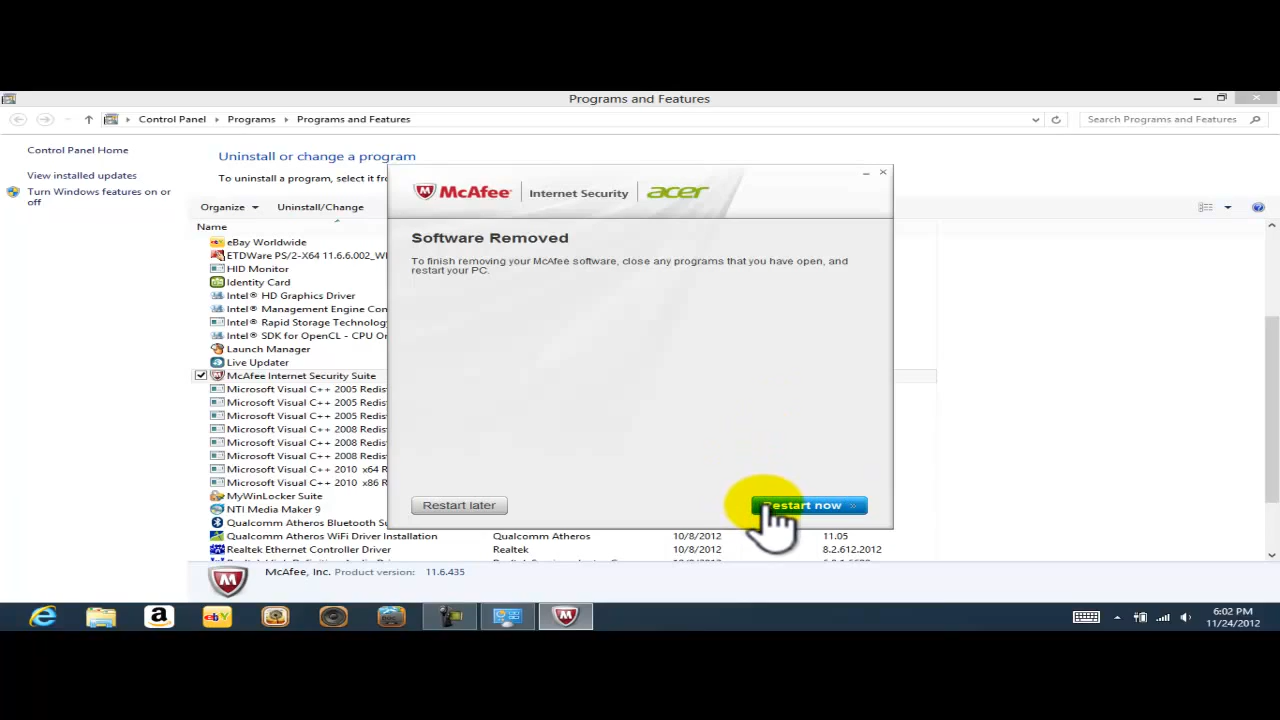 Programs and Features
Control Panel Programs Programs and Features
Search Programs and Features
Control Panel Home
View installed updates
Turn Windows features on or
off
Uninstall or change a program
To uninstall a program, select it
Organize Uninstall/Change
Name
eBay Worldwide
ETDWare PS/2-X64 11.6.6.002_W
HID Monitor
Identity Card
Intel® HD Graphics Driver
Intel® Management Engine Con
Intel® Rapid Storage Technology
Intel® SDK for OpenCL - CPU
Launch Manager
Live Updater
McAfee Internet Security Suite
Microsoft Visual C++ 2005 Redist
Microsoft Visual C++ 2005 Redist
Microsoft Visual C++ 2005 Redist
Microsoft Visual C++ 2008 Redist
Microsoft Visual C++ 2008 Redist
Microsoft Visual C++ 2008 Redist
Microsoft Visual C++ 2010 x64 R
Microsoft Visual C++ 2010 x86 R
MyWinLocker Suite
NTI Media Maker 9
Qualcomm Atheros Bluetooth Su
Qualcomm Atheros WiFi Driver Installation Qualcomm Atheros 10/8/2012 11.05
Realtek Ethernet Controller Driver Realtek 10/8/2012 8.2.612.2012
McAfee Internet Security acer
Software Removed
To finish removing your McAfee software, close any programs that you have open, and
restart your PC.
Restart later
Restart now
McAfee, Inc. Product version: 11.6.435
6:02 PM
11/24/2012